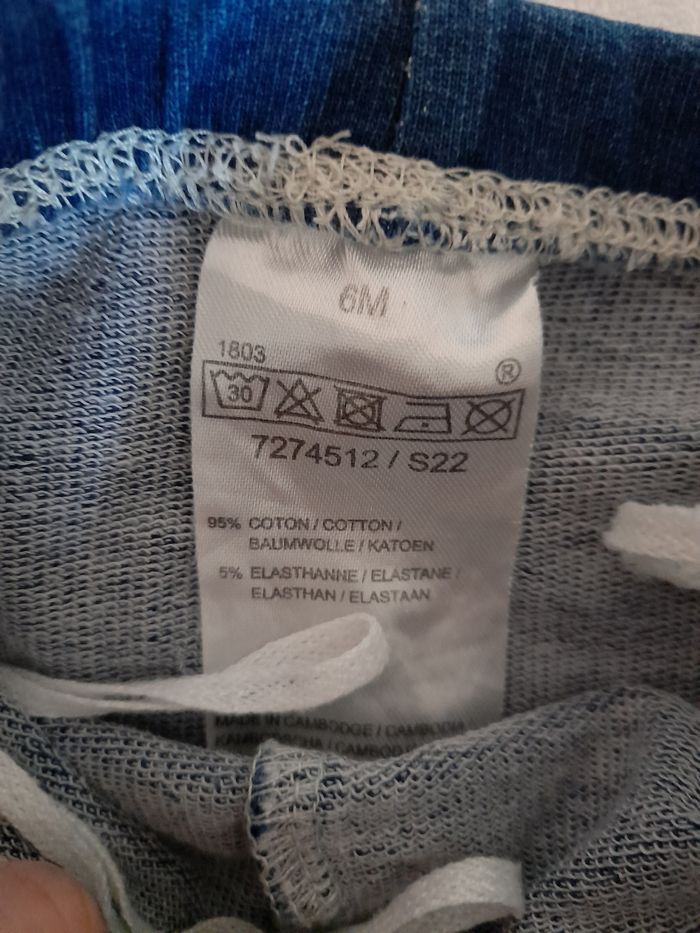 6M
1803
®
30
7274512 / S22
95% COTON / COTTON /
BAUMWOLLE / KATOEN
5% ELASTHANNE / ELASTANE /
ELASTHAN / ELASTAAN
MADE IN CAMBODGE / CAMBODIA